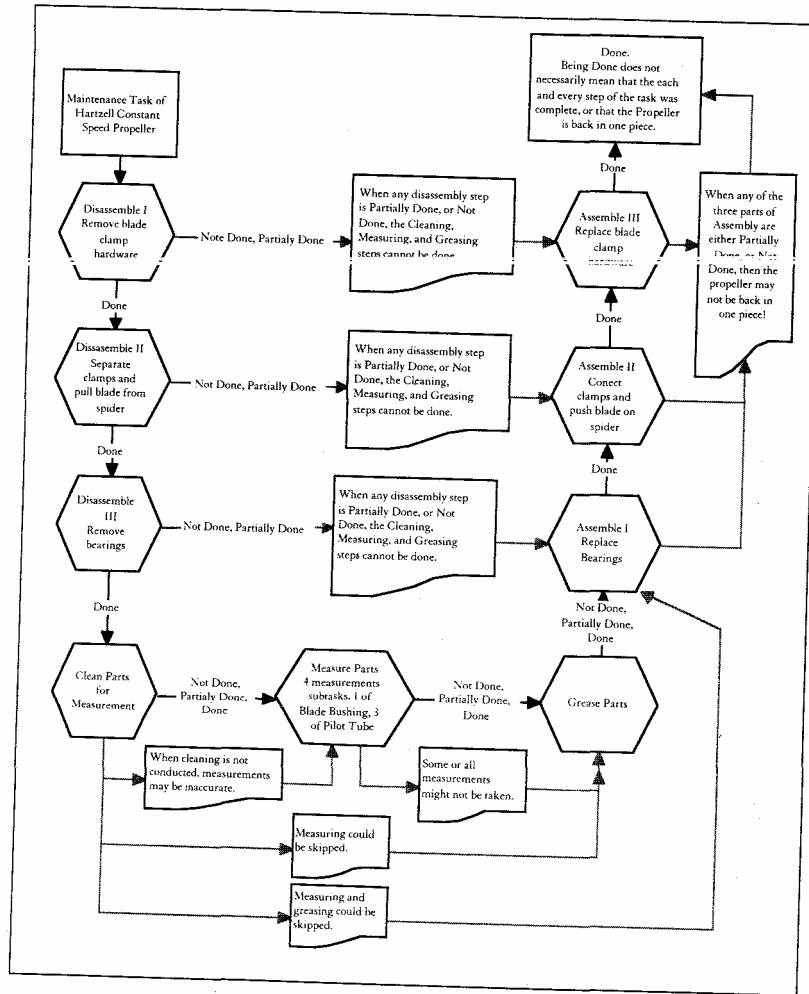 Maintenance Task of
Hartzell Constant
Speed Propeller
Done.
Being Done does not
necessarily mean that the each
and every step of the task was
complete, or that the Propeller
is back in one piece.
Done
Disassemble I
Remove blade
clamp
hardware
Note Done, Partialy Done
When any disassembly step
is Partially Done, or Not
Done, the Cleaning,
Measuring, and Greasing
steps cannot be done
Assemble III
Replace blade
clamp
hardware
When any of the
three parts of
Assembly are
either Partially
Done, or Not
Done, then the
propeller may
not be back in
one piece!
Done
Done
Dissasemble II
Separate
clamps and
pull blade from
spider
Not Done, Partially Done
When any disassembly step
is Partially Done, or Not
Done, the Cleaning,
Measuring, and Greasing
steps cannot be done.
Assemble II
Conect
clamps and
push blade on
spider
Done
Done
Disassemble
III
Remove
bearings
Not Done, Partially Done
When any disassembly step
is Partially Done, or Not
Done, the Cleaning,
Measuring, and Greasing
steps cannot be done.
Assemble I
Replace
Bearings
Done
Not Done,
Partially Done,
Done
Clean Parts
for
Measurement
Not Done,
Partialy Done,
Done
Measure Parts
4 measurements
subtasks, 1 of
Blade Bushing, 3
of Pilot Tube
Not Done,
Partially Done,
Done
Grease Parts
When cleaning is not
conducted, measurements
may be inaccurate.
Some or all
measurements
might not be taken.
Measuring could
be skipped.
Measuring and
greasing could be
skipped.